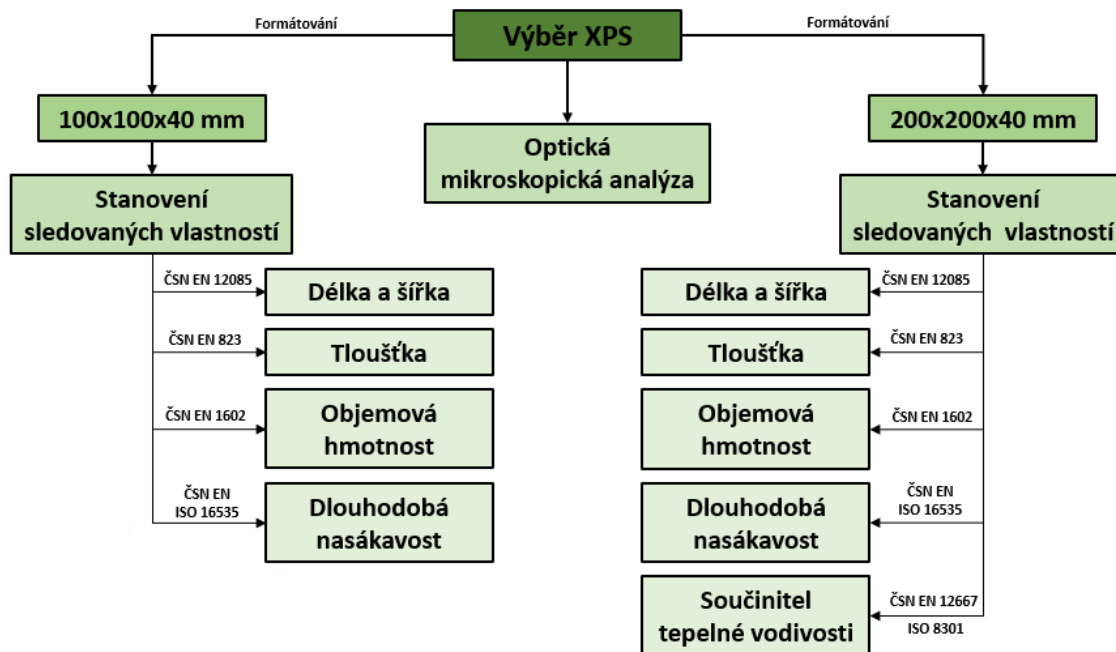 Formátování
Výběr XPS
Formátování
100x100x40 mm
Optická
mikroskopická analýza
200x200x40 mm
Stanovení
sledovaných vlastností
Stanovení
sledovaných vlastností
ČSN EN 12085
Délka a šířka
ČSN EN 823
Tloušťka
ČSN EN 1602
Objemová
hmotnost
ČSN EN
ISO 16535
Dlouhodobá
nasákavost
Délka a šířka
ČSN EN 12085
Tloušťka
ČSN EN 823
Objemová
hmotnost
ČSN EN 1602
Dlouhodobá
nasákavost
ČSN EN
ISO 16535
Součinitel
tepelné vodivosti
ČSN EN 12667
ISO 8301